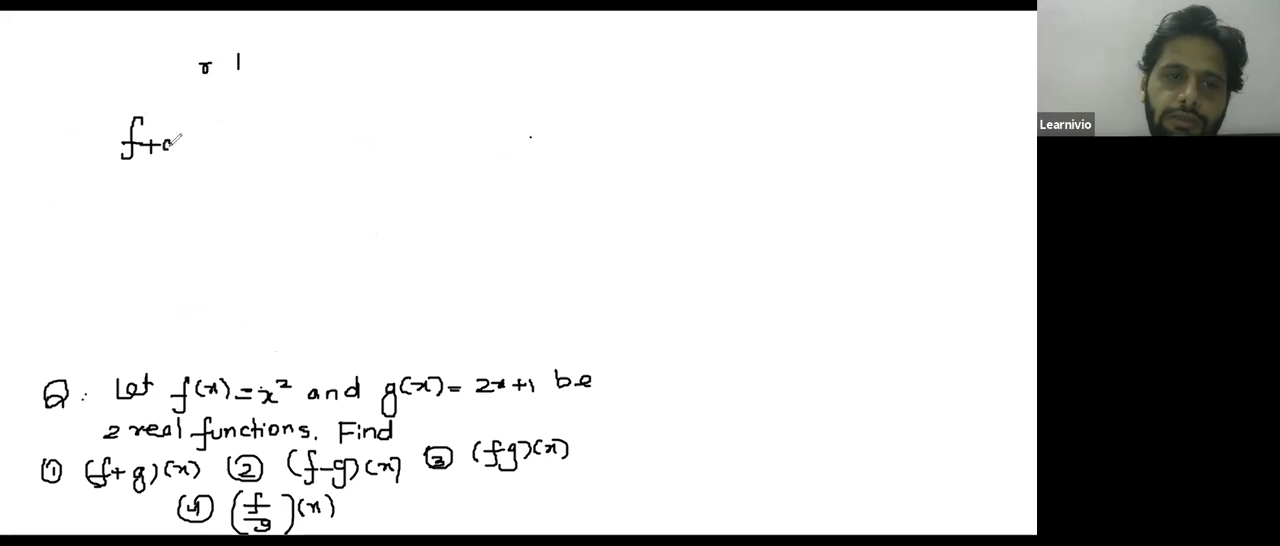 f+
Learnivio
Q. Let f(x) = x² and g(x) = 2x+1 be
2 real functions. Find
① (f+g)(x) ② (f-g)(x) ③ (fg)(x)
④ (f/g)(x)